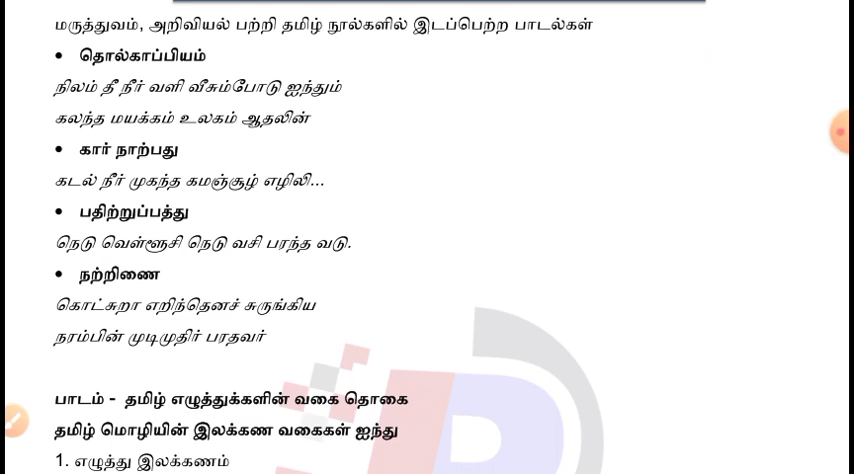 மருத்துவம், அறிவியல் பற்றி தமிழ் நூல்களில் இடப்பெற்ற பாடல்கள்
• தொல்காப்பியம்
நிலம் தீ நீர் வளி வீசும்போடு ஐந்தும்
கலந்த மயக்கம் உலகம் ஆதலின்
• கார் நாற்பது
கடல் நீர் முகந்த கமஞ்சூழ் எழிலி...
• பதிற்றுப்பத்து
நெடு வெள்ளூசி நெடு வசி பரந்த வடு.
• நற்றிணை
கொட்சுறா எறிந்தெனச் சுருங்கிய
நரம்பின் முடிமுதிர் பரதவர்
பாடம் - தமிழ் எழுத்துக்களின் வகை தொகை
தமிழ் மொழியின் இலக்கண வகைகள் ஐந்து
1. எழுத்து இலக்கணம்